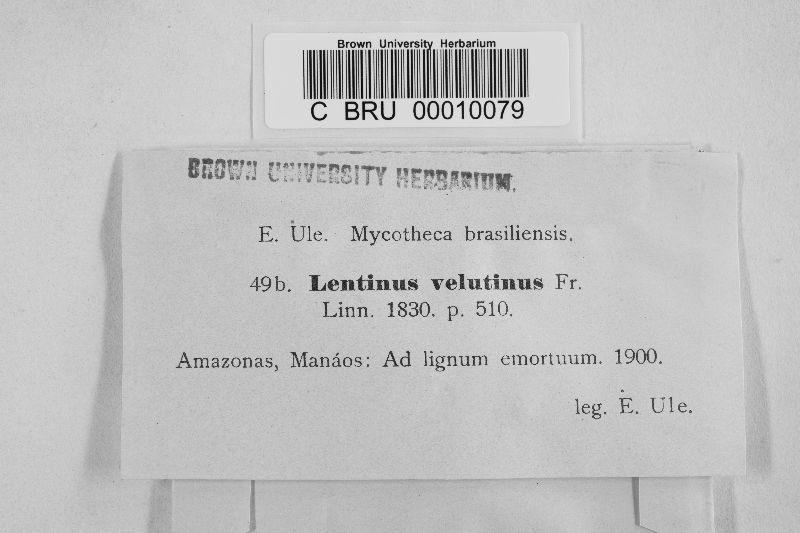 Brown University Herbarium
C BRU 00010079
BROWN UNIVERSITY HERBARIUM.
E. Ule. Mycotheca brasiliensis.
49b. Lentinus velutinus Fr.
Linn. 1830. p. 510.
Amazonas, Manáos: Ad lignum emortuum. 1900.
leg. E. Ule.